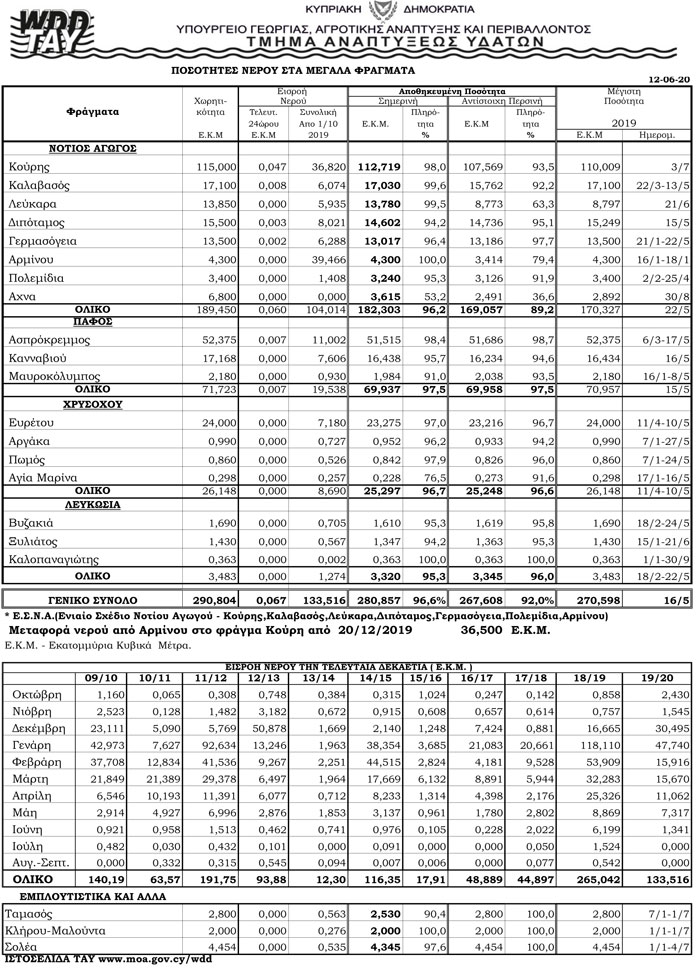 WDD
TAY
ΚΥΠΡΙΑΚΗ ΔΗΜΟΚΡΑΤΙΑ
ΥΠΟΥΡΓΕΙΟ ΓΕΩΡΓΙΑΣ, ΑΓΡΟΤΙΚΗΣ ΑΝΑΠΤΥΞΗΣ ΚΑΙ ΠΕΡΙΒΑΛΛΟΝΤΟΣ
ΤΜΗΜΑ ΑΝΑΠΤΥΞΕΩΣ ΥΔΑΤΩΝ
ΠΟΣΟΤΗΤΕΣ ΝΕΡΟΥ ΣΤΑ ΜΕΓΑΛΑ ΦΡΑΓΜΑΤΑ
12-06-20
Εισροή Αποθηκευμένη Ποσότητα Μέγιστη
Χωρητι- Νερού Σημερινή Αντίστοιχη Περσινή Ποσότητα
Φράγματα κότητα Τελευτ. Συνολική Πληρό- Πληρό-
24ώρου Από 1/10 Ε.Κ.Μ. τητα Ε.Κ.Μ τητα 2019
Ε.Κ.Μ Ε.Κ.Μ 2019 % % Ε.Κ.Μ Ημερομ.
ΝΟΤΙΟΣ ΑΓΩΓΟΣ
Κούρης 115,000 0,047 36,820 112,719 98,0 107,569 93,5 110,009 3/7
Καλαβασός 17,100 0,008 6,074 17,030 99,6 15,762 92,2 17,100 22/3-13/5
Λεύκαρα 13,850 0,000 5,935 13,780 99,5 8,773 63,3 8,797 21/6
Διπόταμος 15,500 0,003 8,021 14,602 94,2 14,736 95,1 15,249 15/5
Γερμασόγεια 13,500 0,002 6,288 13,017 96,4 13,186 97,7 13,500 21/1-22/5
Αρμίνου 4,300 0,000 39,466 4,300 100,0 3,414 79,4 4,300 16/1-18/1
Πολεμίδια 3,400 0,000 1,408 3,240 95,3 3,126 91,9 3,400 2/2-25/4
Αχνα 6,800 0,000 0,000 3,615 53,2 2,491 36,6 2,892 30/8
ΟΛΙΚΟ 189,450 0,060 104,014 182,303 96,2 169,057 89,2 170,327 22/5
ΠΑΦΟΣ
Ασπρόκρεμμος 52,375 0,007 11,002 51,515 98,4 51,686 98,7 52,375 6/3-17/5
Κανναβιού 17,168 0,000 7,606 16,438 95,7 16,234 94,6 16,434 16/5
Μαυροκόλυμπος 2,180 0,000 0,930 1,984 91,0 2,038 93,5 2,180 16/1-8/5
ΟΛΙΚΟ 71,723 0,007 19,538 69,937 97,5 69,958 97,5 70,957 15/5
ΧΡΥΣΟΧΟΥ
Ευρέτου 24,000 0,000 7,180 23,275 97,0 23,216 96,7 24,000 11/4-10/5
Αργάκα 0,990 0,000 0,727 0,952 96,2 0,933 94,2 0,990 7/1-27/5
Πωμός 0,860 0,000 0,526 0,842 97,9 0,826 96,0 0,860 7/1-24/5
Αγία Μαρίνα 0,298 0,000 0,257 0,228 76,5 0,273 91,6 0,298 17/1-16/5
ΟΛΙΚΟ 26,148 0,000 8,690 25,297 96,7 25,248 96,6 26,148 11/4-10/5
ΛΕΥΚΩΣΙΑ
Βυζακιά 1,690 0,000 0,705 1,610 95,3 1,619 95,8 1,690 18/2-24/5
Ξυλιάτος 1,430 0,000 0,567 1,347 94,2 1,363 95,3 1,430 15/1-21/6
Καλοπαναγιώτης 0,363 0,000 0,002 0,363 100,0 0,363 100,0 0,363 1/1-30/9
ΟΛΙΚΟ 3,483 0,000 1,274 3,320 95,3 3,345 96,0 3,483 18/2-22/5
ΓΕΝΙΚΟ ΣΥΝΟΛΟ 290,804 0,067 133,516 280,857 96,6% 267,608 92,0% 270,598 16/5
* Ε.Σ.Ν.Α.(Ενιαίο Σχέδιο Νοτίου Αγωγού - Κούρης,Καλαβασός,Λεύκαρα,Διπόταμος,Γερμασόγεια,Πολεμίδια,Αρμίνου)
Μεταφορά νερού από Αρμίνου στο φράγμα Κούρη από 20/12/2019 36,500 Ε.Κ.Μ.
Ε.Κ.Μ. - Εκατομμύρια Κυβικά Μέτρα.
ΕΙΣΡΟΗ ΝΕΡΟΥ ΤΗΝ ΤΕΛΕΥΤΑΙΑ ΔΕΚΑΕΤΙΑ ( Ε.Κ.Μ. )
09/10 10/11 11/12 12/13 13/14 14/15 15/16 16/17 17/18 18/19 19/20
Οκτώβρη 1,160 0,065 0,308 0,748 0,384 0,315 1,024 0,247 0,142 0,858 2,430
Νιόβρη 2,523 0,128 1,482 3,182 0,672 0,915 0,608 0,657 0,614 0,757 1,545
Δεκέμβρη 23,111 5,090 5,769 50,878 1,669 2,140 1,248 7,424 0,881 16,665 30,495
Γενάρη 42,973 7,627 92,634 13,246 1,963 38,354 3,685 21,083 20,661 118,110 47,740
Φεβράρη 37,708 12,834 41,536 9,267 2,251 44,515 2,824 4,181 9,528 53,909 15,916
Μάρτη 21,849 21,389 29,378 6,497 1,964 17,669 6,132 8,891 5,944 32,283 15,670
Απρίλη 6,546 10,193 11,391 6,077 0,712 8,233 1,314 4,398 2,176 25,326 11,062
Μάη 2,914 4,927 6,996 2,876 1,853 3,137 0,961 1,780 2,802 8,869 7,317
Ιούνη 0,921 0,958 1,513 0,462 0,741 0,976 0,105 0,228 2,022 6,199 1,341
Ιούλη 0,482 0,030 0,432 0,101 0,000 0,091 0,000 0,000 0,050 1,524 0,000
Αυγ.-Σεπτ. 0,000 0,332 0,315 0,545 0,094 0,007 0,006 0,000 0,077 0,542 0,000
ΟΛΙΚΟ 140,19 63,57 191,75 93,88 12,30 116,35 17,91 48,889 44,897 265,042 133,516
ΕΜΠΛΟΥΤΙΣΤΙΚΑ ΚΑΙ ΑΛΛΑ
Ταμασός 2,800 0,000 0,563 2,530 90,4 2,800 100,0 2,800 7/1-1/7
Κλήρου-Μαλούντα 2,000 0,000 0,276 2,000 100,0 2,000 100,0 2,000 1/1-1/7
Σολέα 4,454 0,000 0,535 4,345 97,6 4,454 100,0 4,454 1/1-4/7
ΙΣΤΟΣΕΛΙΔΑ ΤΑΥ www.moa.gov.cy/wdd